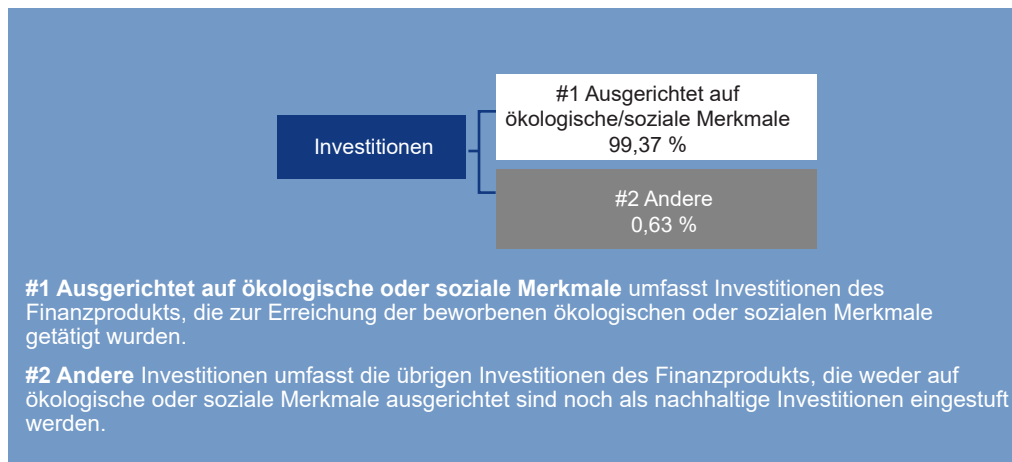 Investitionen
#1 Ausgerichtet auf
ökologische/soziale Merkmale
99,37 %
#2 Andere
0,63 %
#1 Ausgerichtet auf ökologische oder soziale Merkmale umfasst Investitionen des
Finanzprodukts, die zur Erreichung der beworbenen ökologischen oder sozialen Merkmale
getätigt wurden.
#2 Andere Investitionen umfasst die übrigen Investitionen des Finanzprodukts, die weder auf
ökologische oder soziale Merkmale ausgerichtet sind noch als nachhaltige Investitionen eingestuft
werden.